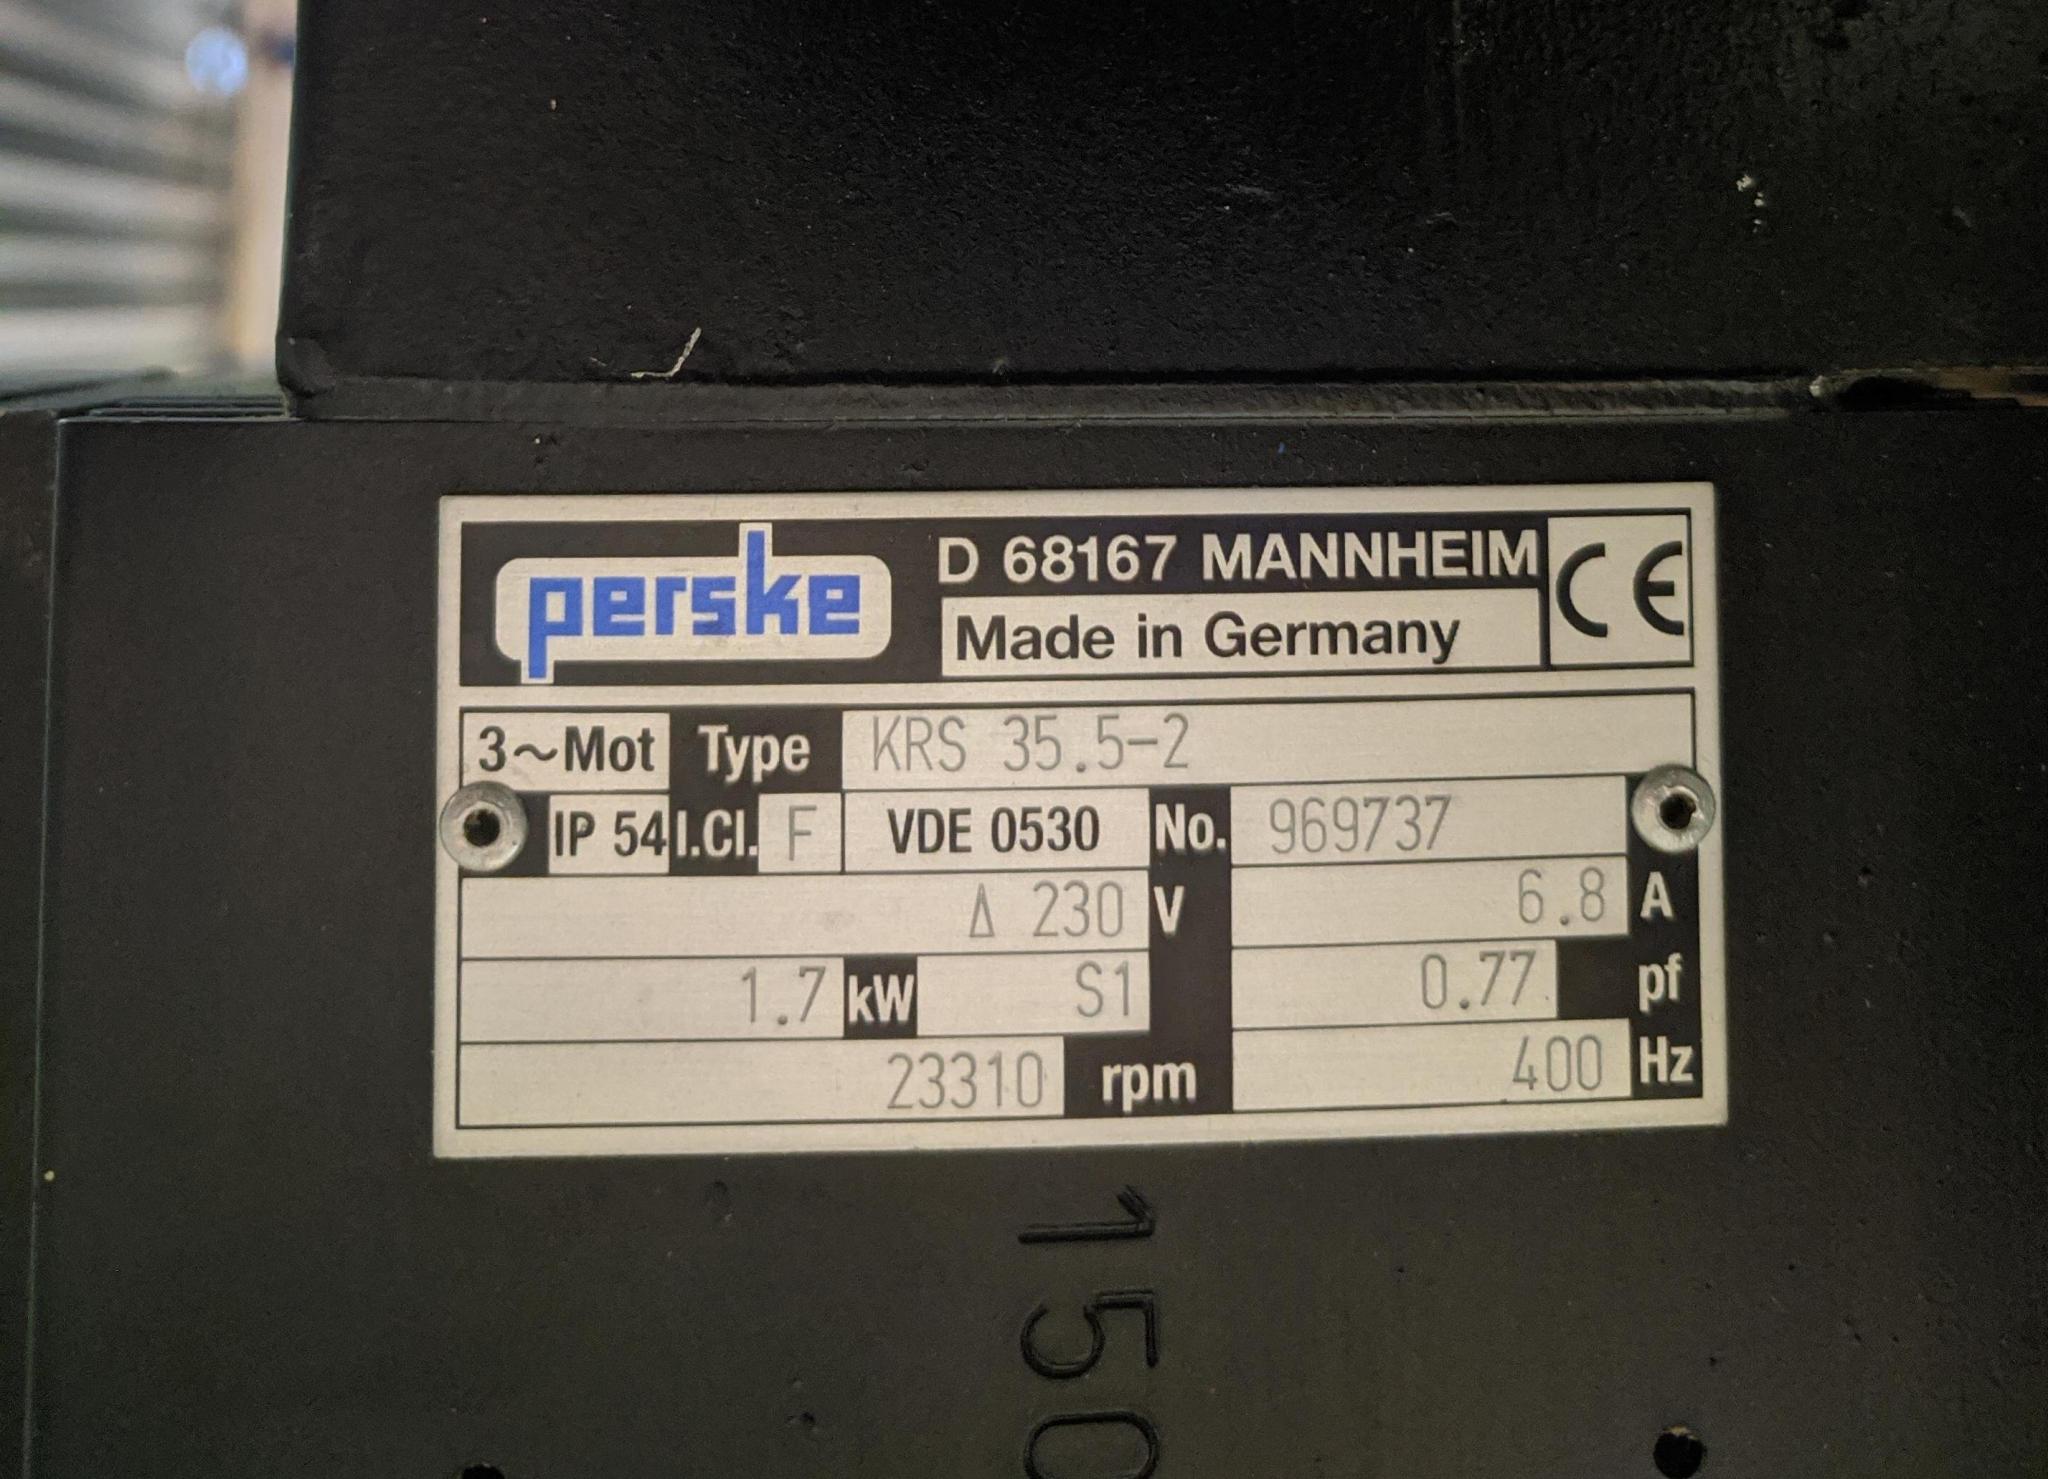 perske
D 68167 MANNHEIM
Made in Germany
CE
3~Mot Type KRS 35.5-2
IP 54 I.Cl. F VDE 0530 No. 969737
Δ 230 V 6.8 A
1.7 kW S1 0.77 pf
23310 rpm 400 Hz
150